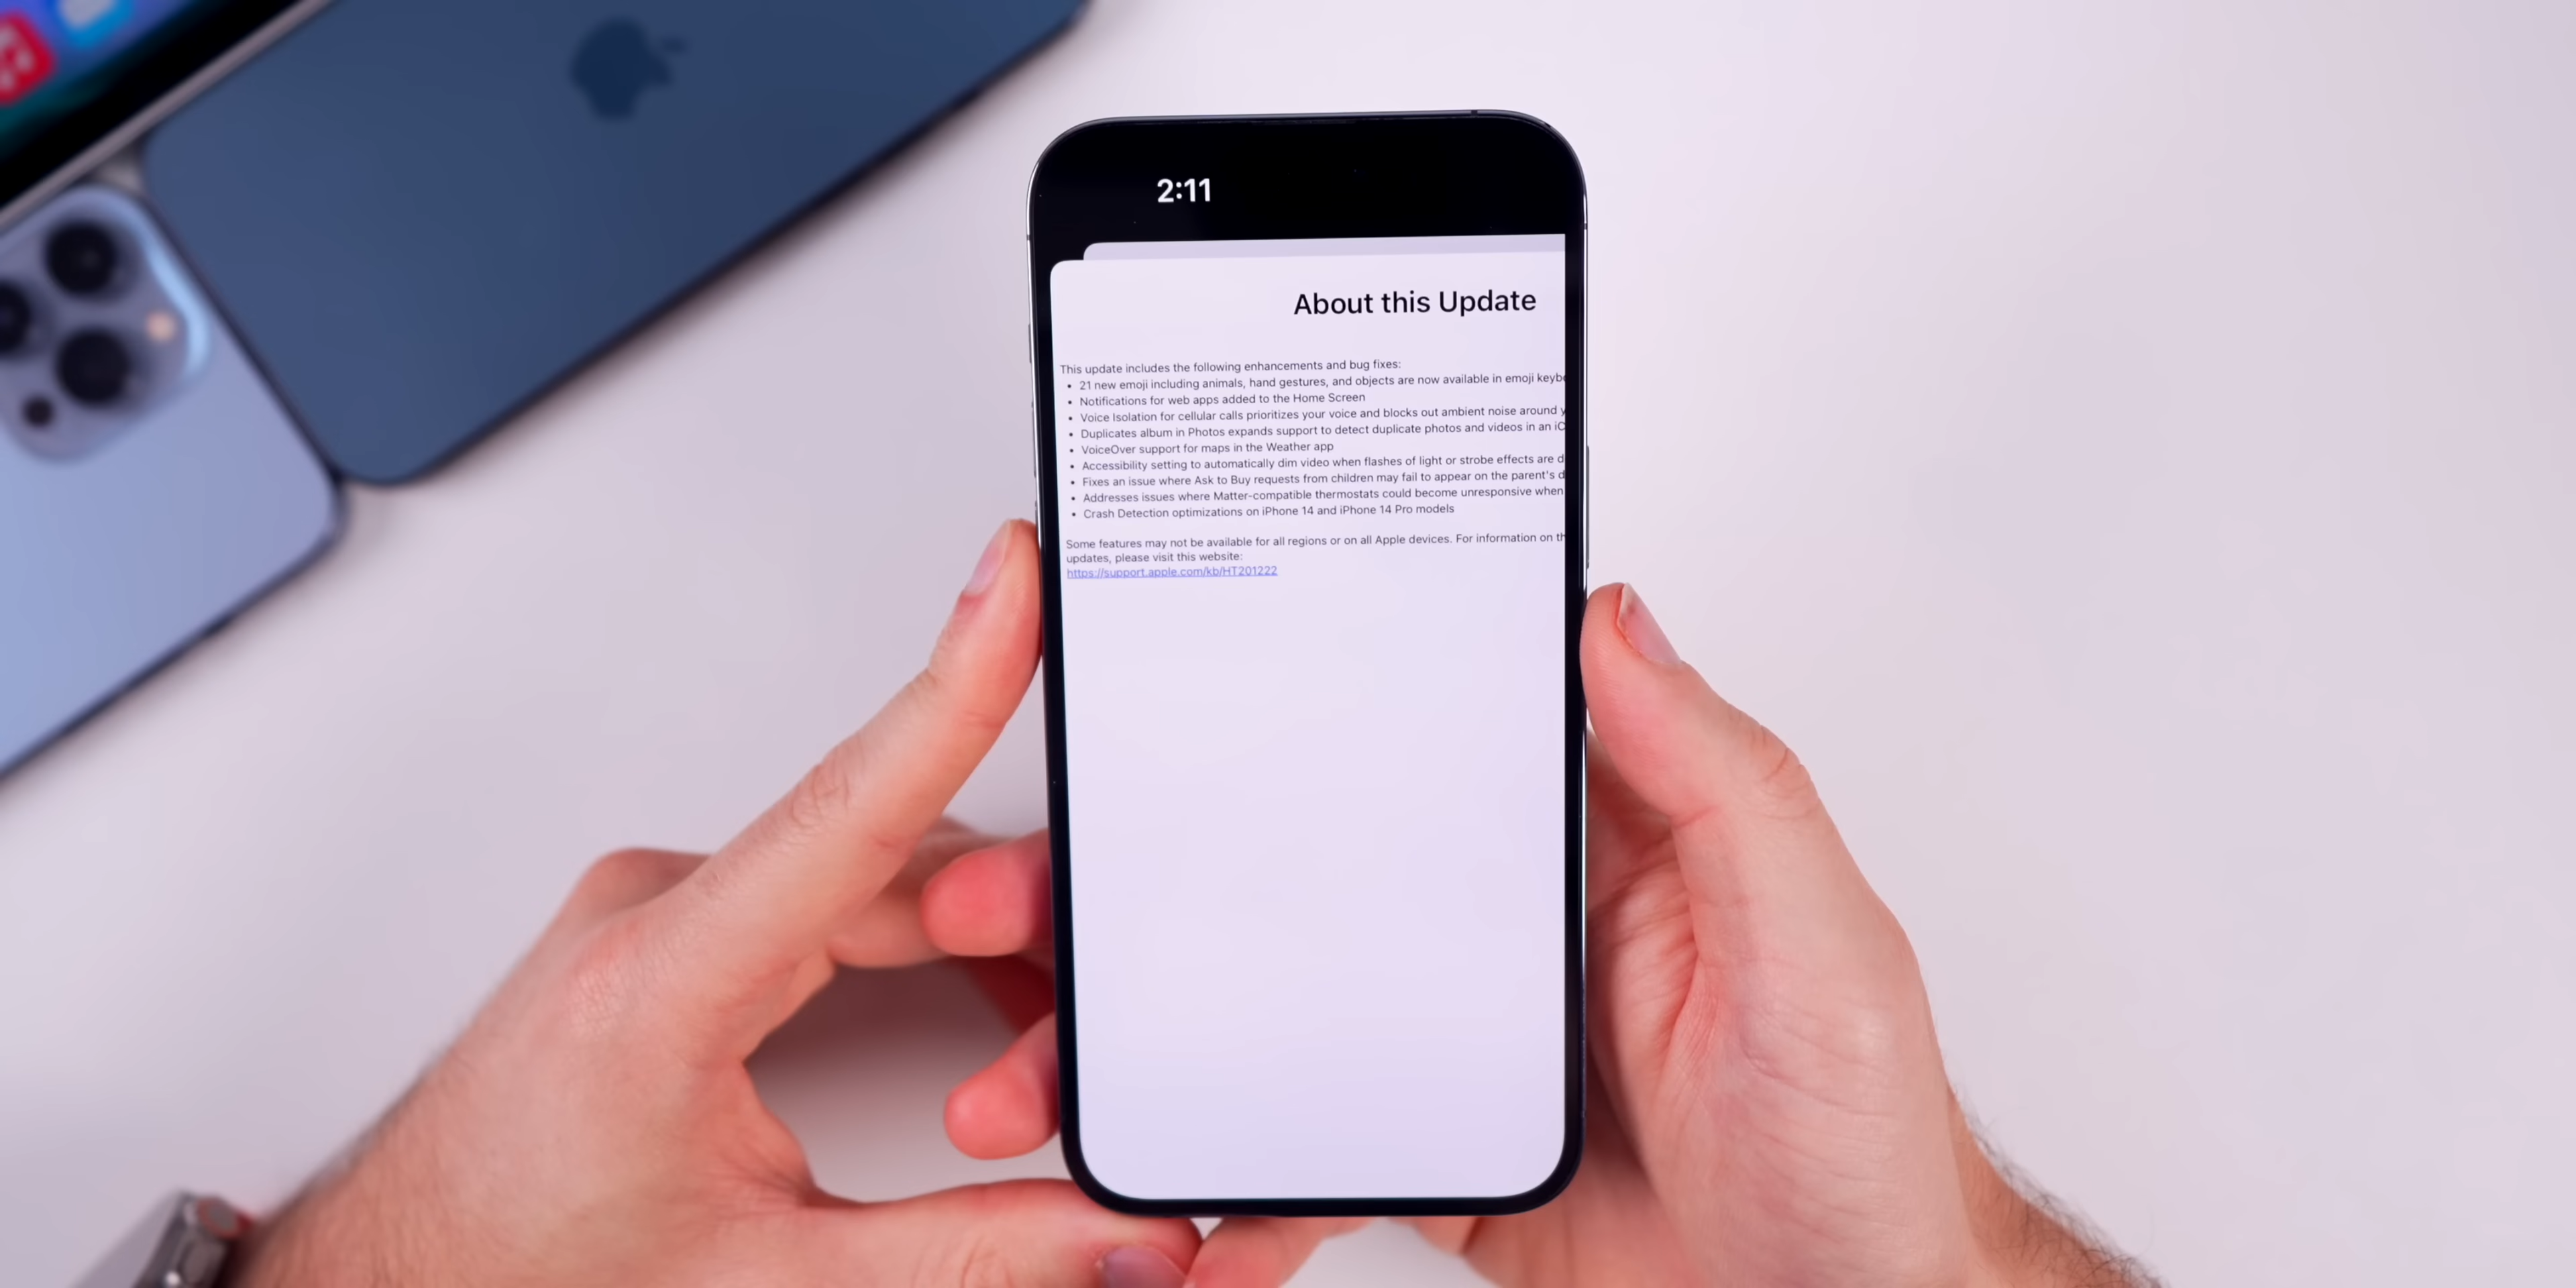 2:11
About this Update
This update includes the following enhancements and bug fixes:
• 21 new emoji including animals, hand gestures, and objects are now available in emoji keyb
• Notifications for web apps added to the Home Screen
• Voice Isolation for cellular calls prioritizes your voice and blocks out ambient noise around
• Duplicates album in Photos expands support to detect duplicate photos and videos in an iC
• VoiceOver support for maps in the Weather app
• Accessibility setting to automatically dim video when flashes of light or strobe effects are d
• Fixes an issue where Ask to Buy requests from children may fail to appear on the parent's d
• Addresses issues where Matter-compatible thermostats could become unresponsive when
• Crash Detection optimizations on iPhone 14 and iPhone 14 Pro models
Some features may not be available for all regions or on all Apple devices. For information on th
updates, please visit this website:
https://support.apple.com/kb/HT201222